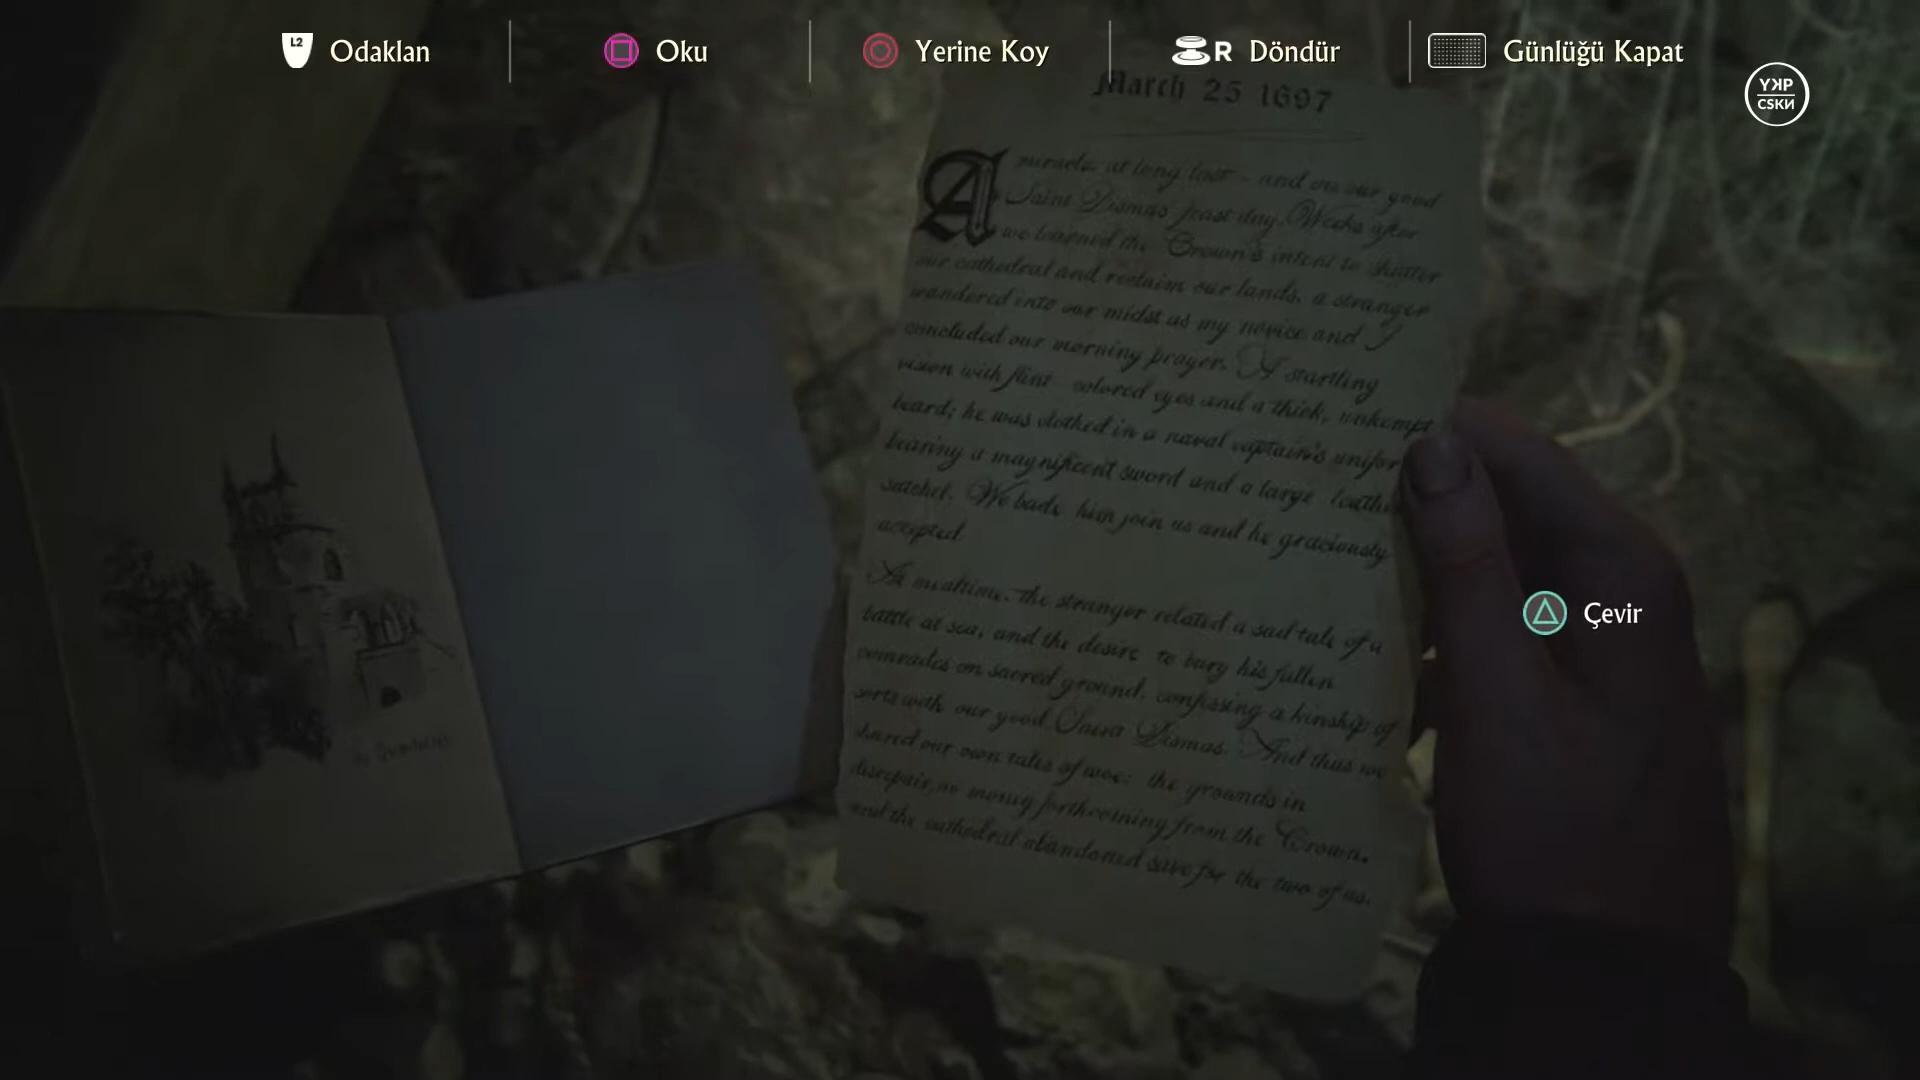 L2 Odaklan
Oku
Yerine Koy
R Döndür
Günlüğü Kapat
March 25 1697
A miracle at long last - and on our good
Saint Dismas feast day. Weeks after
we learned the Crown's intent to shutter
our cathedral and reclaim our lands, a stranger
wandered into our midst as my novice and I
concluded our morning prayer. A startling
vision with flint-colored eyes and a thick, unkempt
beard; he was clothed in a naval captain's unifor
bearing a magnificent sword and a large leathe
satchel. We bade him join us and he graciously
accepted.
At mealtime, the stranger related a sad tale of a
battle at sea, and the desire to bury his fallen
comrades on sacred ground, confessing a kinship of
sorts with our good Saint Dismas. And thus we
shared our own tales of woe: the grounds in
disrepair, no money forthcoming from the Crown,
and the cathedral abandoned save for the two of us.
Çevir